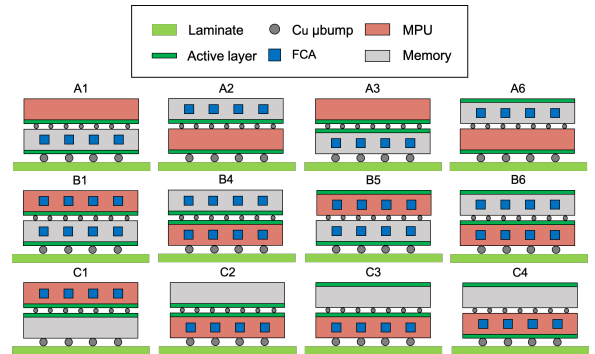 Laminate Cu µbump MPU
Active layer FCA Memory
A1 A2 A3 A6
B1 B4 B5 B6
C1 C2 C3 C4